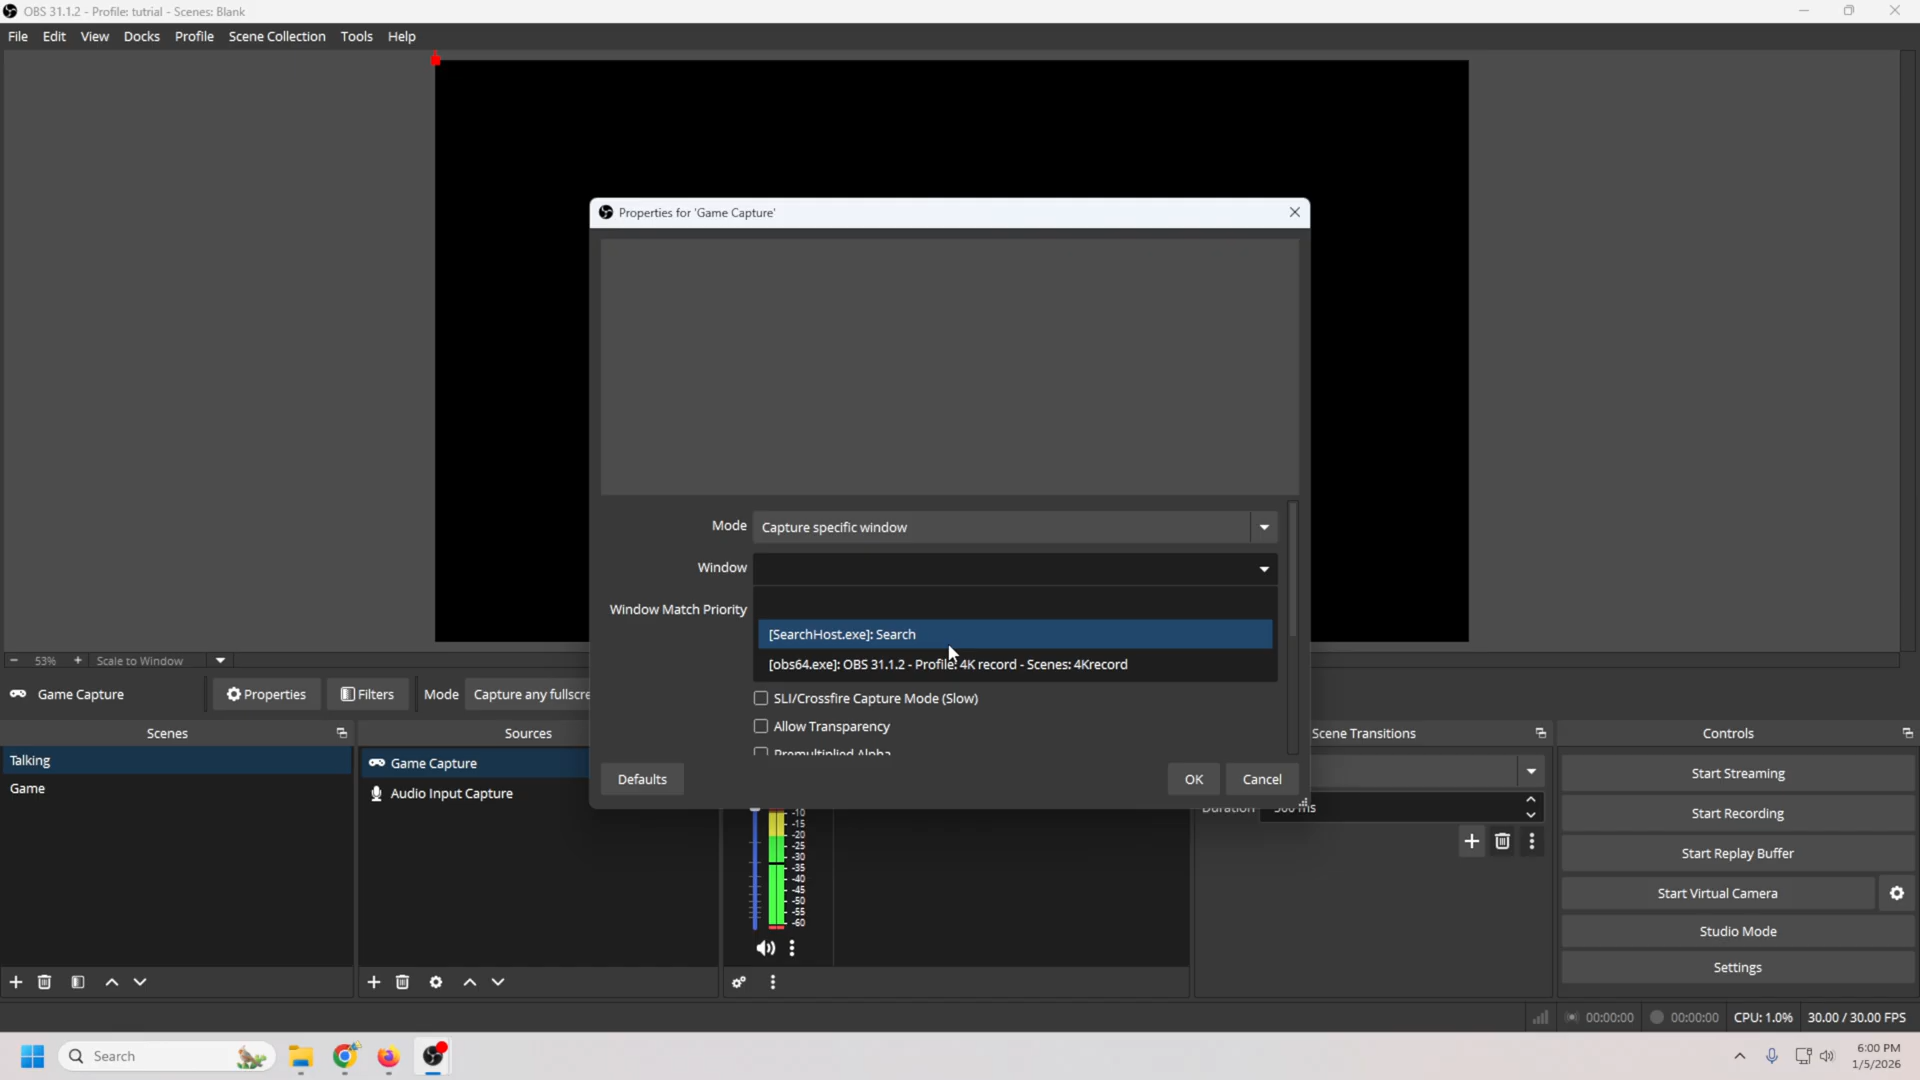 OBS 31.1.2 - Profile: tutrial - Scenes: Blank
File Edit View Docks Profile Scene Collection Tools Help
Properties for 'Game Capture'
Mode Capture specific window
Window
Window Match Priority
[SearchHost.exe]: Search
[obs64.exe]: OBS 31.1.2 - Profile: 4K record - Scenes: 4Krecord
SLI/Crossfire Capture Mode (Slow)
Allow Transparency
Premultiplied Alpha
Defaults OK Cancel
53% Scale to Window
Game Capture Properties Filters Mode Capture any fullscre
Scenes
Talking
Game
Sources
Game Capture
Audio Input Capture
-10
-15
-20
-25
-30
-35
-40
-45
-50
-55
-60
Scene Transitions
Duration
Controls
Start Streaming
Start Recording
Start Replay Buffer
Start Virtual Camera
Studio Mode
Settings
00:00:00 00:00:00 CPU: 1.0% 30.00 / 30.00 FPS
Search
6:00 PM
1/5/2026